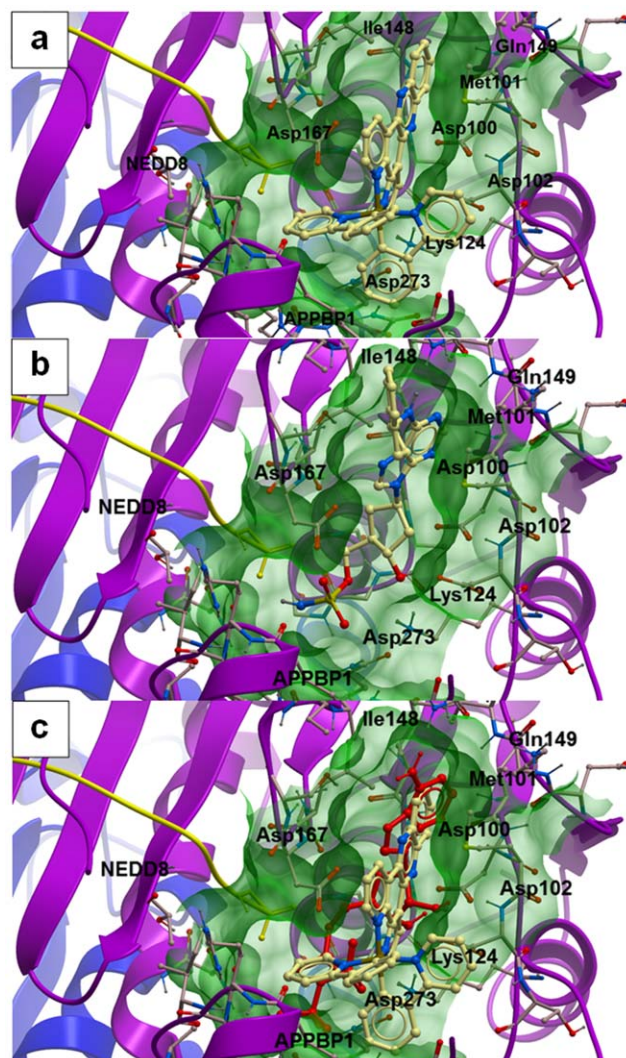 a
Ile148
Gln149
Met101
Asp167
Asp100
NEDD8
Asp102
Lys124
Asp273
APPBP1
b
Ile148
Gln149
Met101
Asp167
Asp100
NEDD8
Asp102
Lys124
Asp273
APPBP1
c
Ile148
Gln149
Met101
Asp167
Asp100
NEDD8
Asp102
Lys124
Asp273
APPBP1